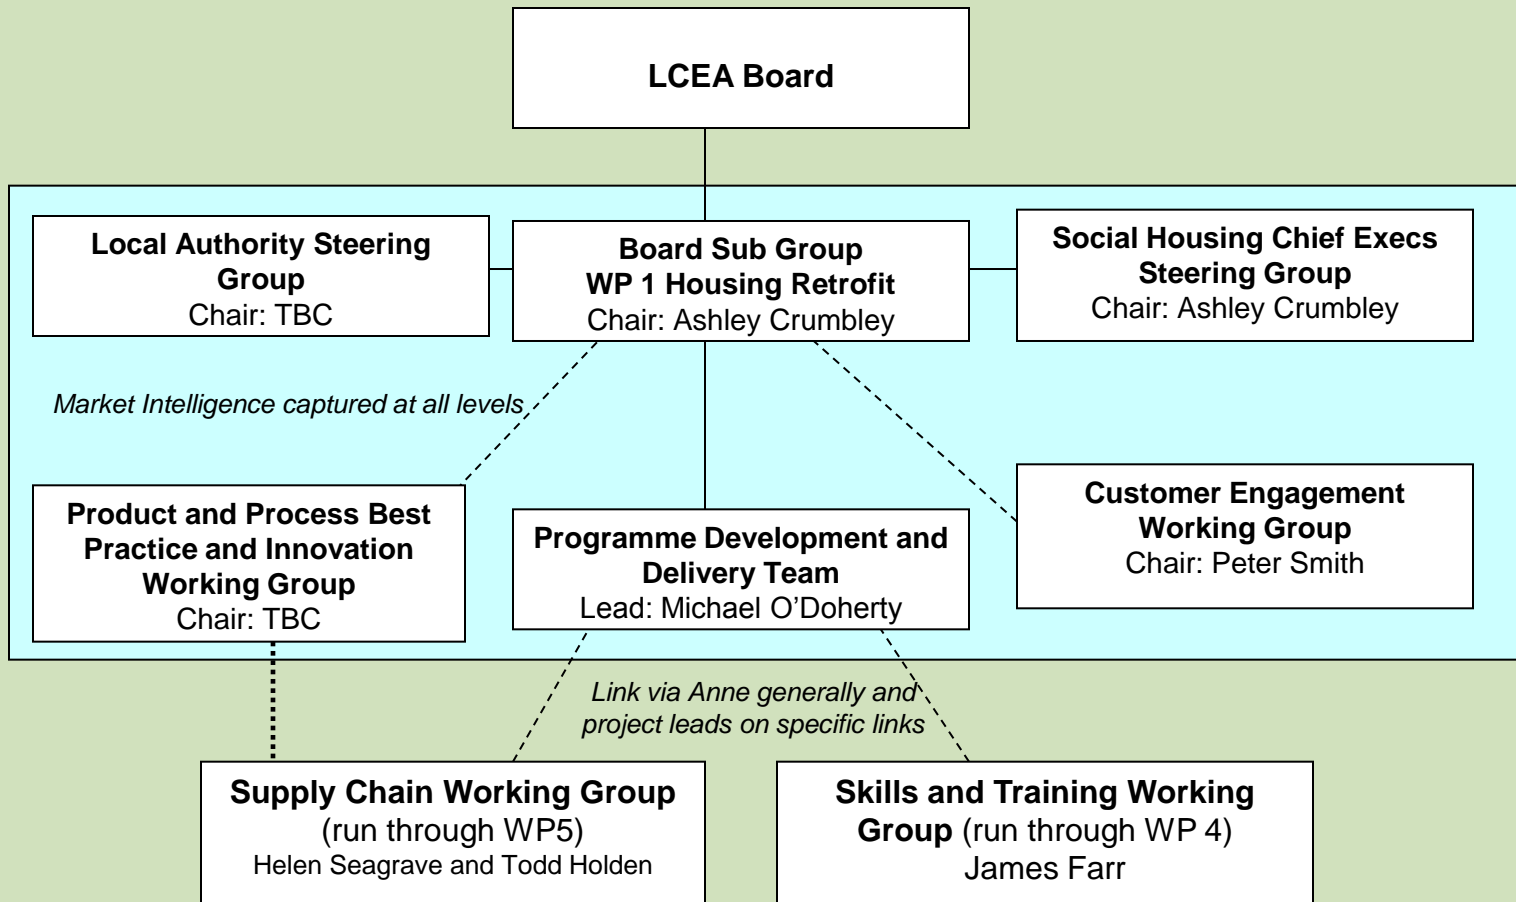 LCEA Board
Local Authority Steering
Group
Chair: TBC
Board Sub Group
WP 1 Housing Retrofit
Chair: Ashley Crumbley
Social Housing Chief Execs
Steering Group
Chair: Ashley Crumbley
Market Intelligence captured at all levels
Product and Process Best
Practice and Innovation
Working Group
Chair: TBC
Programme Development and
Delivery Team
Lead: Michael O’Doherty
Customer Engagement
Working Group
Chair: Peter Smith
Link via Anne generally and
project leads on specific links
Supply Chain Working Group
(run through WP5)
Helen Seagrave and Todd Holden
Skills and Training Working
Group (run through WP 4)
James Farr